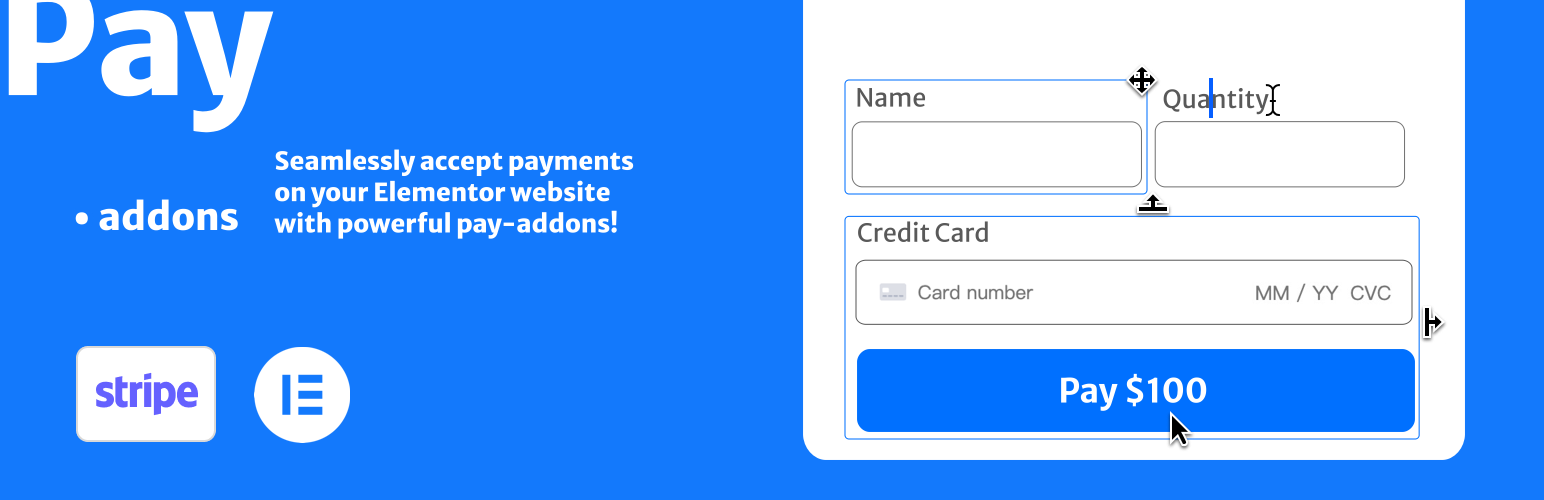 Pay
• addons
Seamlessly accept payments
on your Elementor website
with powerful pay-addons!
stripe
Name
Quantity
Credit Card
Card number
MM / YY CVC
Pay $100